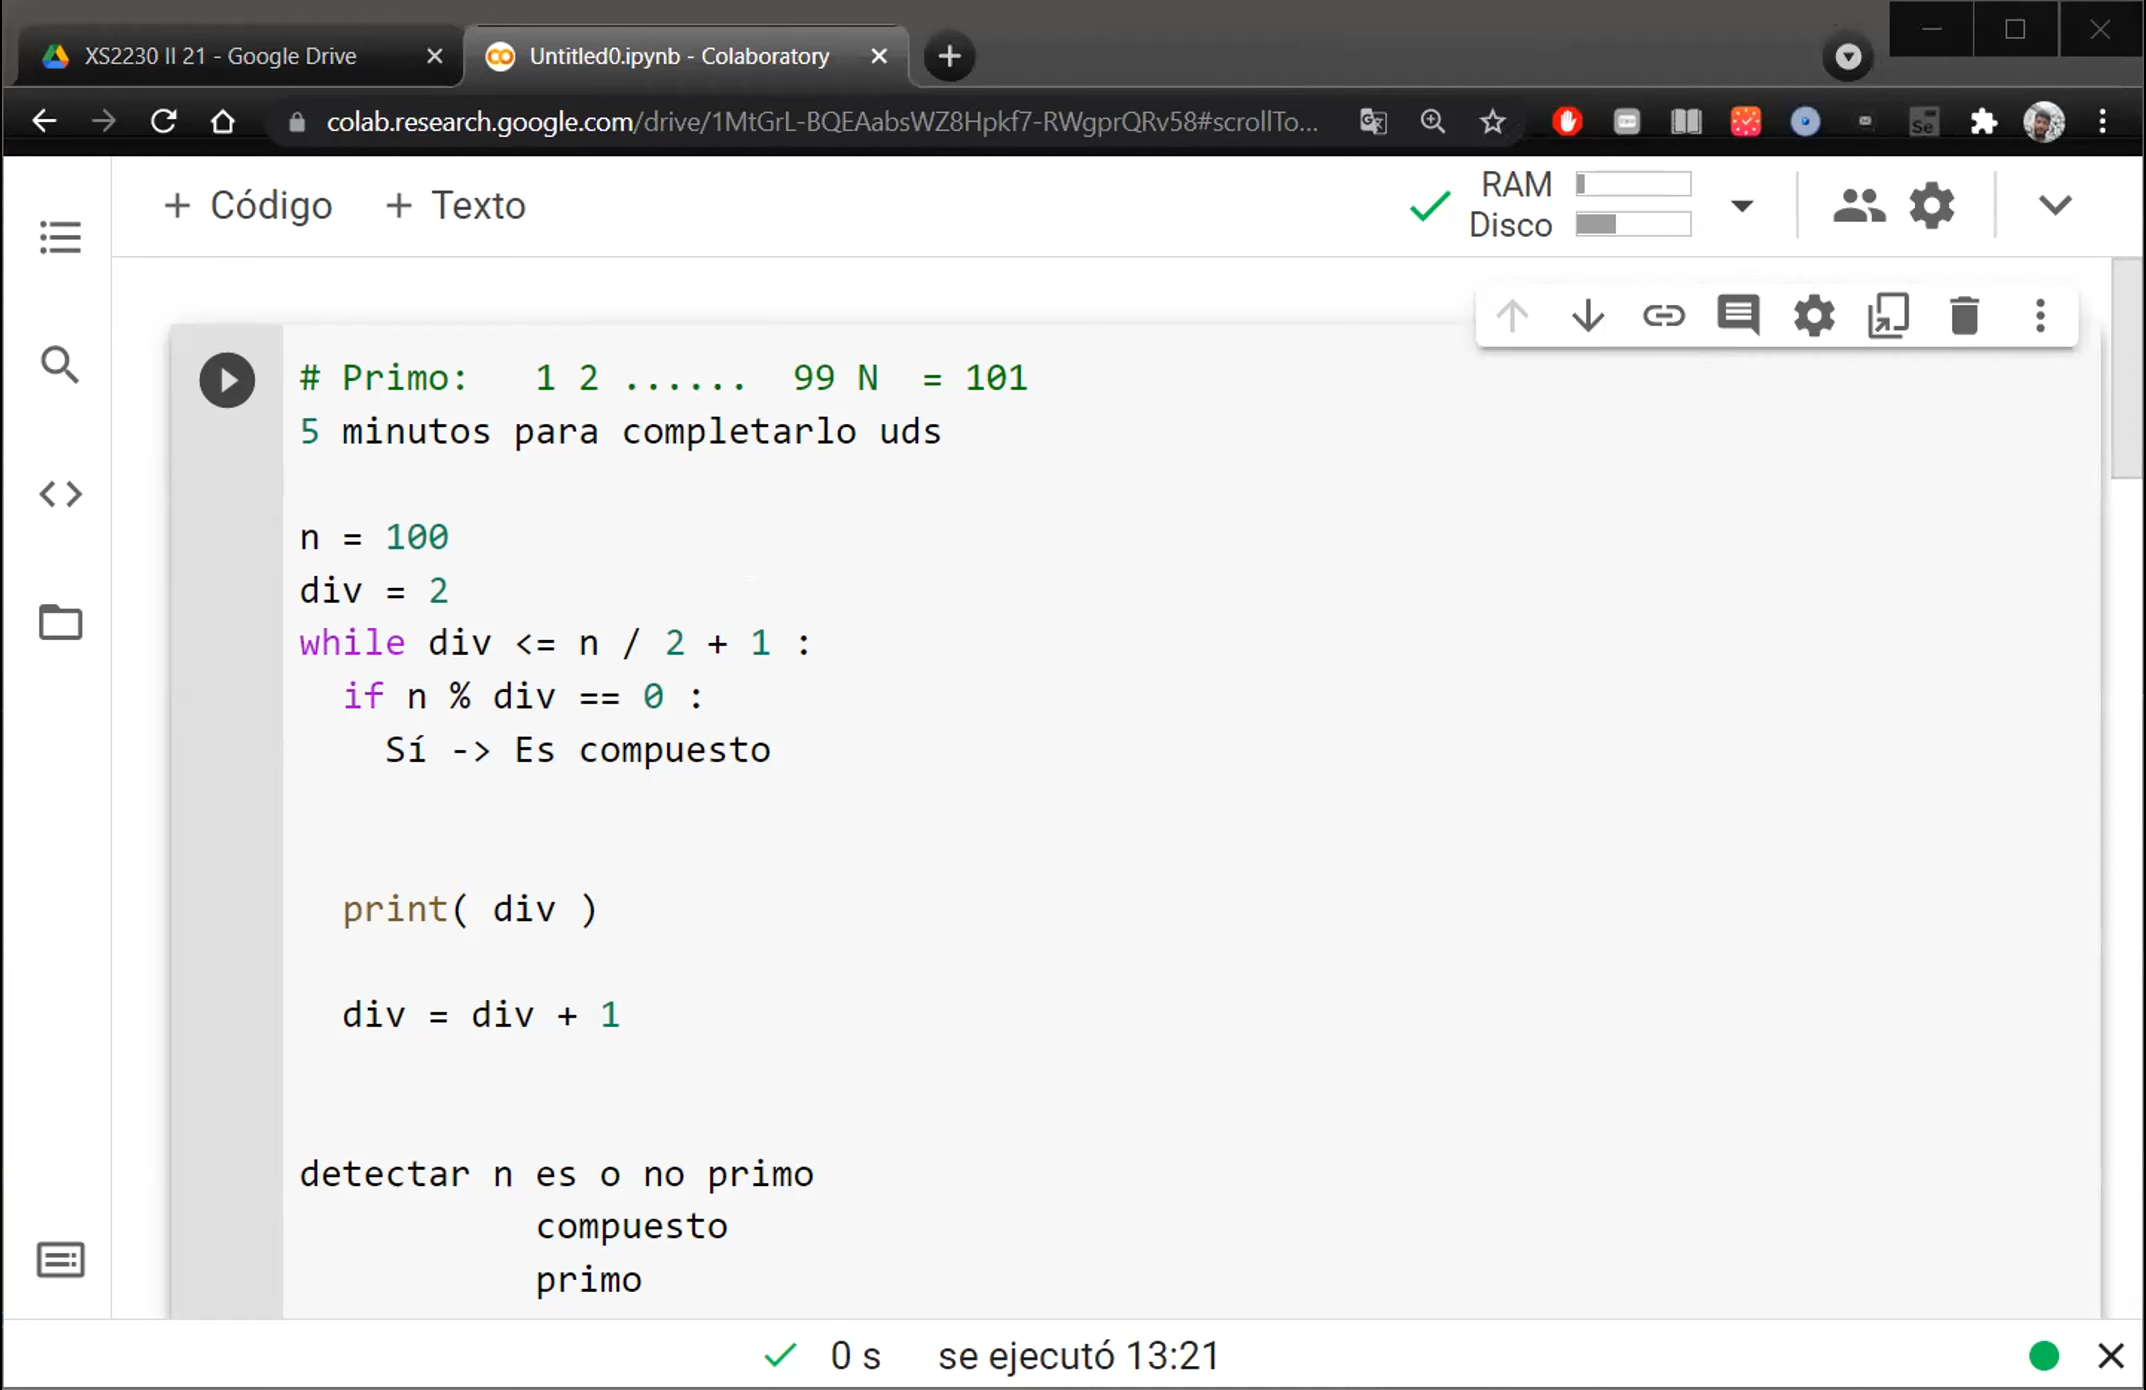 XS2230 II 21 - Google Drive
Untitled0.ipynb - Colaboratory
colab.research.google.com/drive/1MtGrL-BQEAabsWZ8Hpkf7-RWgprQRv58#scrollTo...
Se
+ Código + Texto
RAM
Disco
# Primo:   1 2 ......  99 N  = 101
5 minutos para completarlo uds
n = 100
div = 2
while div <= n / 2 + 1 :
  if n % div == 0 :
    Sí -> Es compuesto
  print( div )
  div = div + 1
detectar n es o no primo
           compuesto
           primo
0 s se ejecutó 13:21